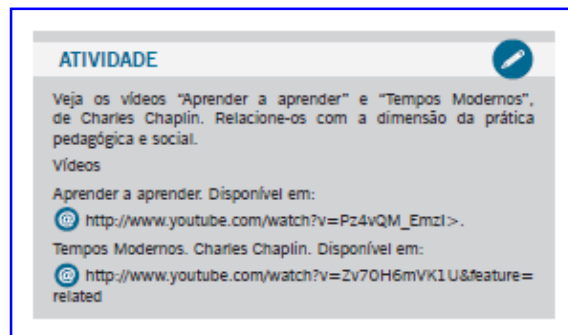 ATIVIDADE
Veja os vídeos “Aprender a aprender” e “Tempos Modernos”,
de Charles Chaplin. Relacione-os com a dimensão da prática
pedagógica e social.
Vídeos
Aprender a aprender. Disponível em:
@ http://www.youtube.com/watch?v=Pz4vQM_EmzI>.
Tempos Modernos. Charles Chaplin. Disponível em:
@ http://www.youtube.com/watch?v=Zv70H6mVK1U&feature=
related